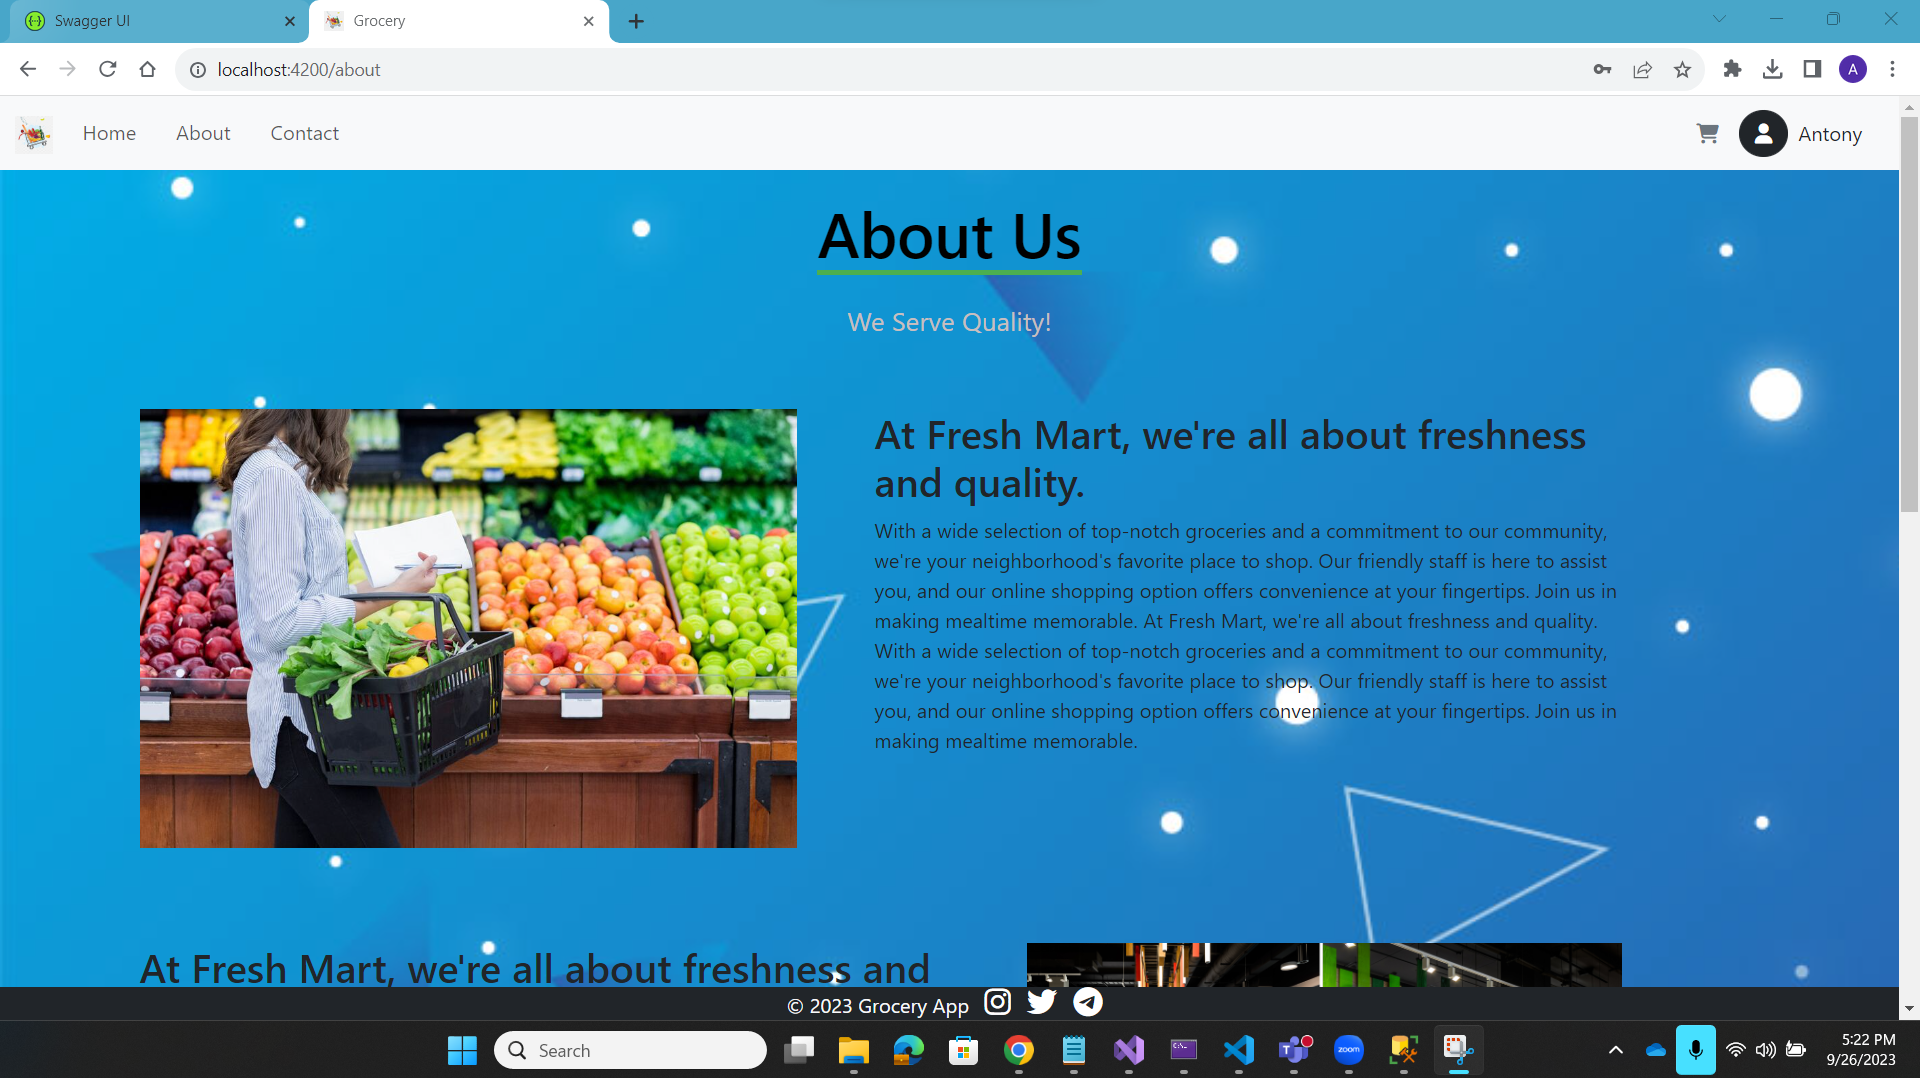 Swagger UI
Grocery
localhost:4200/about
A
Home
About
Contact
Antony
About Us
We Serve Quality!
At Fresh Mart, we're all about freshness
and quality.
With a wide selection of top-notch groceries and a commitment to our community,
we're your neighborhood's favorite place to shop. Our friendly staff is here to assist
you, and our online shopping option offers convenience at your fingertips. Join us in
making mealtime memorable. At Fresh Mart, we're all about freshness and quality.
With a wide selection of top-notch groceries and a commitment to our community,
we're your neighborhood's favorite place to shop. Our friendly staff is here to assist
you, and our online shopping option offers convenience at your fingertips. Join us in
making mealtime memorable.
At Fresh Mart, we're all about freshness and
© 2023 Grocery App
Search
zoom
5:22 PM
9/26/2023